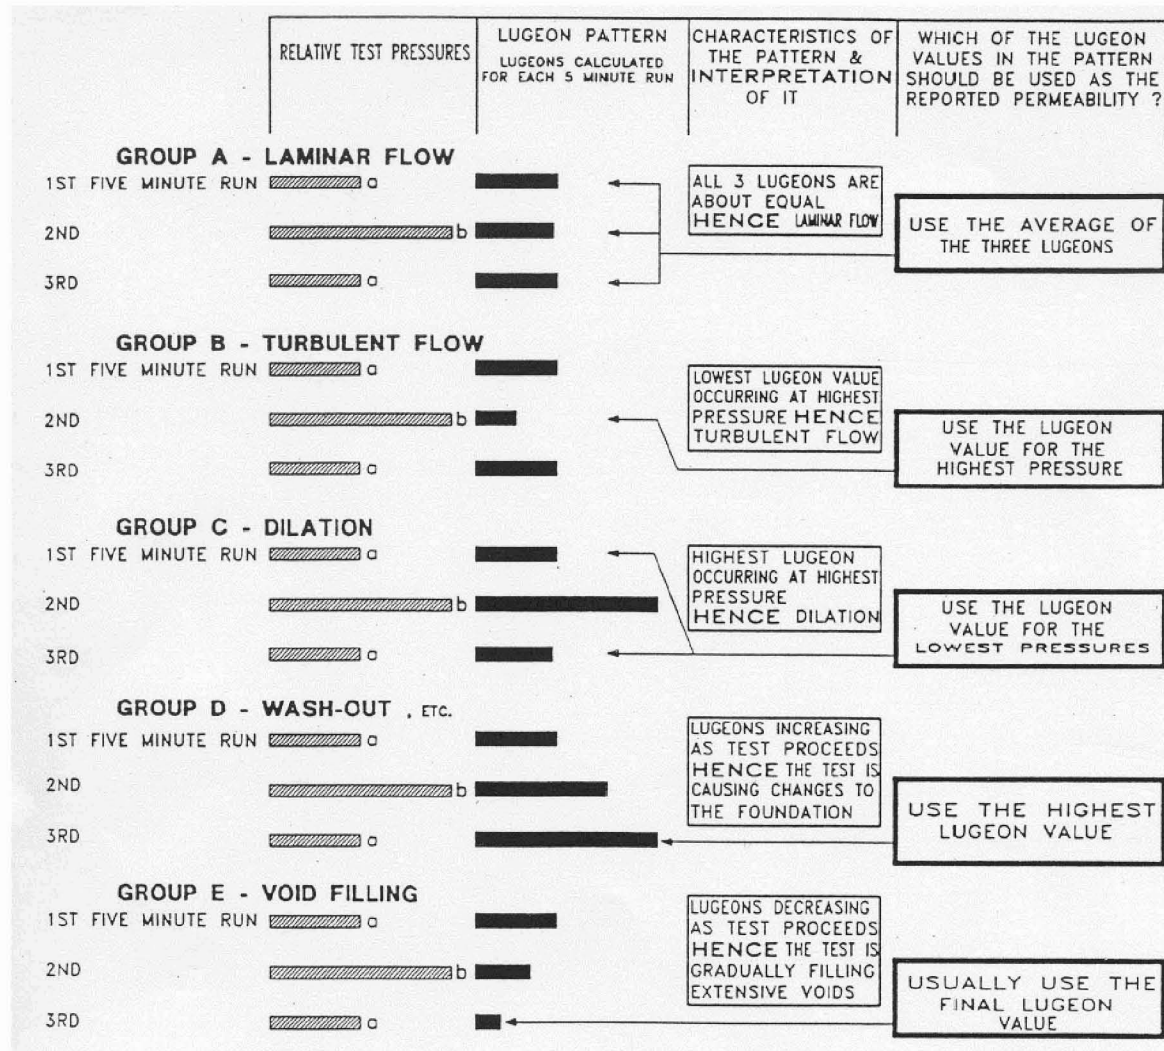 RELATIVE TEST PRESSURES
LUGEON PATTERN
LUGEONS CALCULATED
FOR EACH 5 MINUTE RUN
CHARACTERISTICS OF
THE PATTERN &
INTERPRETATION
OF IT
WHICH OF THE LUGEON
VALUES IN THE PATTERN
SHOULD BE USED AS THE
REPORTED PERMEABILITY ?
GROUP A - LAMINAR FLOW
1ST FIVE MINUTE RUN a
2ND b
3RD a
ALL 3 LUGEONS ARE
ABOUT EQUAL
HENCE LAMINAR FLOW
USE THE AVERAGE OF
THE THREE LUGEONS
GROUP B - TURBULENT FLOW
1ST FIVE MINUTE RUN a
2ND b
3RD a
LOWEST LUGEON VALUE
OCCURRING AT HIGHEST
PRESSURE HENCE
TURBULENT FLOW
USE THE LUGEON
VALUE FOR THE
HIGHEST PRESSURE
GROUP C - DILATION
1ST FIVE MINUTE RUN a
2ND b
3RD a
HIGHEST LUGEON
OCCURRING AT HIGHEST
PRESSURE
HENCE DILATION
USE THE LUGEON
VALUE FOR THE
LOWEST PRESSURES
GROUP D - WASH-OUT , ETC.
1ST FIVE MINUTE RUN a
2ND b
3RD a
LUGEONS INCREASING
AS TEST PROCEEDS
HENCE THE TEST IS
CAUSING CHANGES TO
THE FOUNDATION
USE THE HIGHEST
LUGEON VALUE
GROUP E - VOID FILLING
1ST FIVE MINUTE RUN a
2ND b
3RD a
LUGEONS DECREASING
AS TEST PROCEEDS
HENCE THE TEST IS
GRADUALLY FILLING
EXTENSIVE VOIDS
USUALLY USE THE
FINAL LUGEON
VALUE